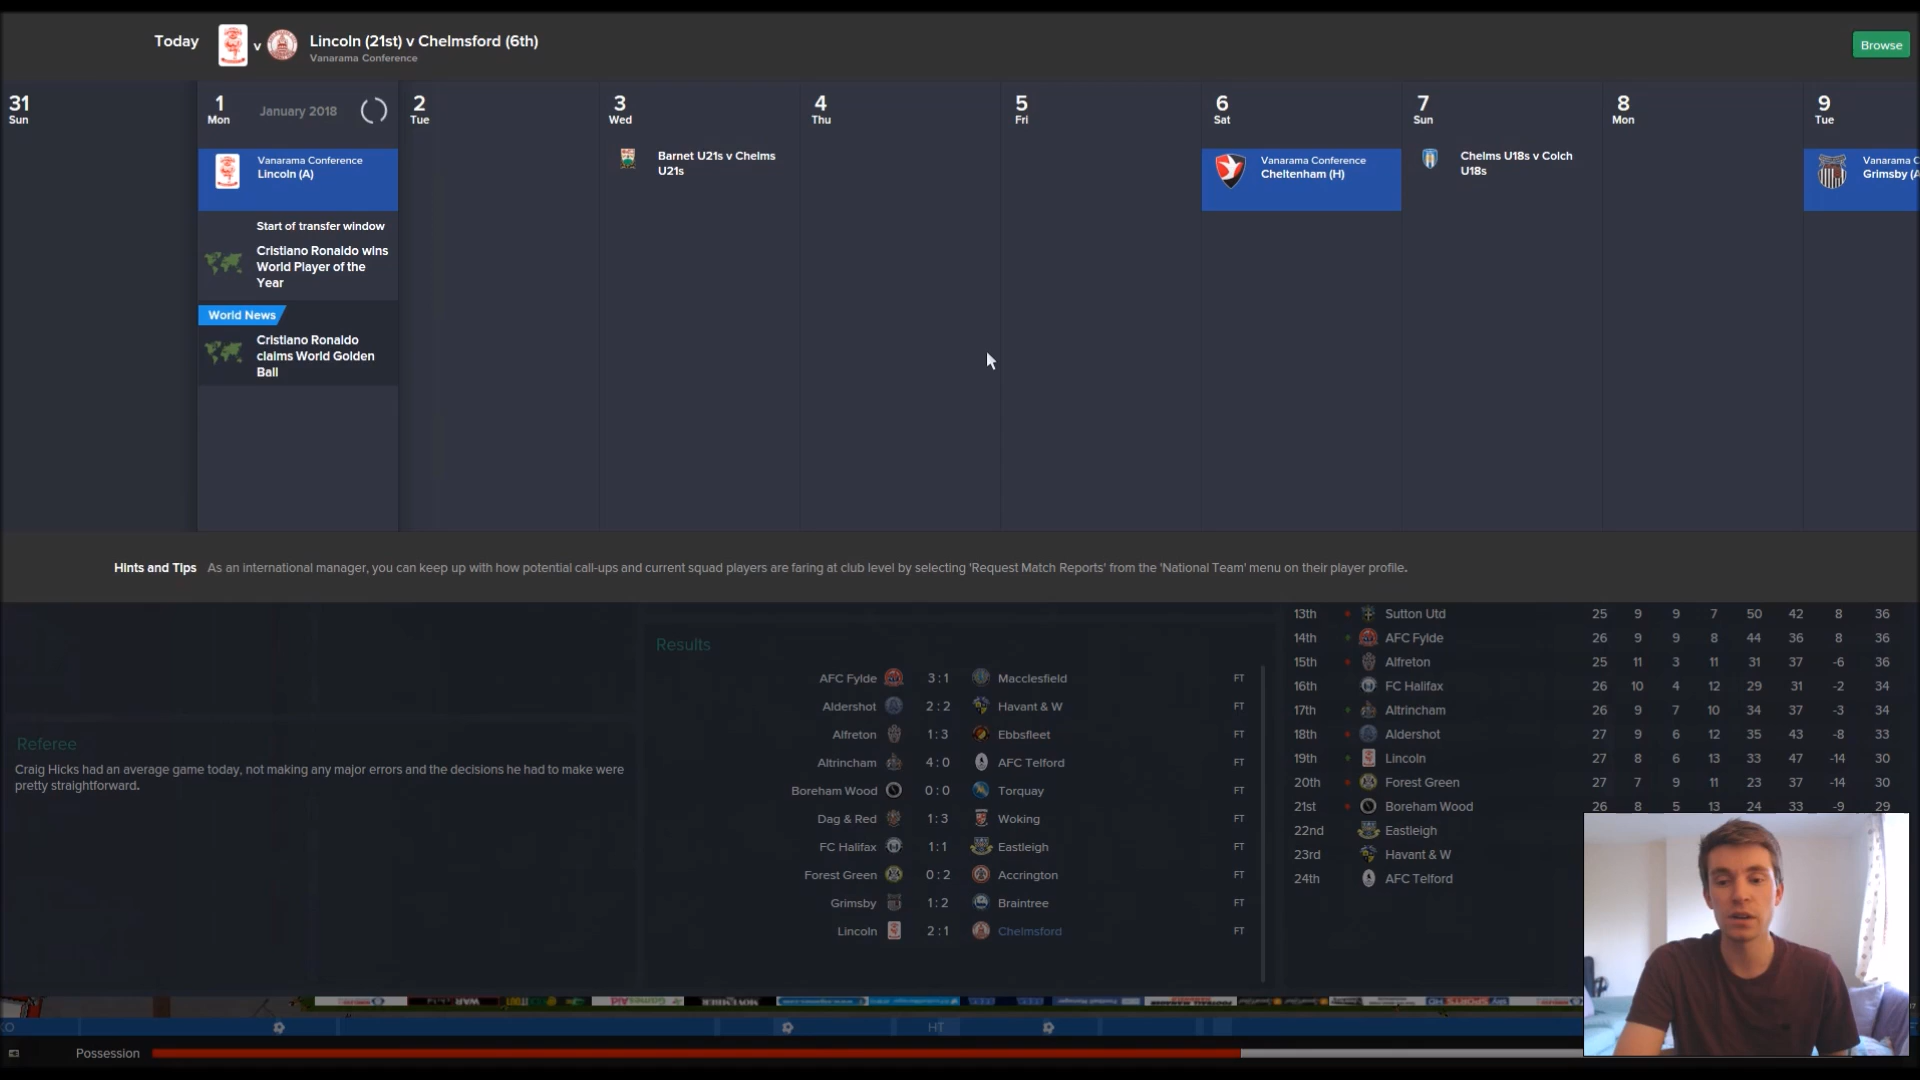 Today
v
Lincoln (21st) v Chelmsford (6th)
Vanarama Conference
Browse
31
Sun
1
Mon
January 2018
2
Tue
3
Wed
4
Thu
5
Fri
6
Sat
7
Sun
8
Mon
9
Tue
Vanarama Conference
Lincoln (A)
Start of transfer window
Cristiano Ronaldo wins
World Player of the
Year
World News
Cristiano Ronaldo
claims World Golden
Ball
Barnet U21s v Chelms
U21s
Vanarama Conference
Cheltenham (H)
Chelms U18s v Colch
U18s
Vanarama C
Grimsby (A
Hints and Tips As an international manager, you can keep up with how potential call-ups and current squad players are faring at club level by selecting 'Request Match Reports' from the 'National Team' menu on their player profile.
Referee
Craig Hicks had an average game today, not making any major errors and the decisions he had to make were
pretty straightforward.
Results
AFC Fylde 3 : 1 Macclesfield FT
Aldershot 2 : 2 Havant & W FT
Alfreton 1 : 3 Ebbsfleet FT
Altrincham 4 : 0 AFC Telford FT
Boreham Wood 0 : 0 Torquay FT
Dag & Red 1 : 3 Woking FT
FC Halifax 1 : 1 Eastleigh FT
Forest Green 0 : 2 Accrington FT
Grimsby 1 : 2 Braintree FT
Lincoln 2 : 1 Chelmsford FT
13th Sutton Utd 25 9 9 7 50 42 8 36
14th AFC Fylde 26 9 9 8 44 36 8 36
15th Alfreton 25 11 3 11 31 37 -6 36
16th FC Halifax 26 10 4 12 29 31 -2 34
17th Altrincham 26 9 7 10 34 37 -3 34
18th Aldershot 27 9 6 12 35 43 -8 33
19th Lincoln 27 8 6 13 33 47 -14 30
20th Forest Green 27 7 9 11 23 37 -14 30
21st Boreham Wood 26 8 5 13 24 33 -9 29
22nd Eastleigh
23rd Havant & W
24th AFC Telford
HT
Possession